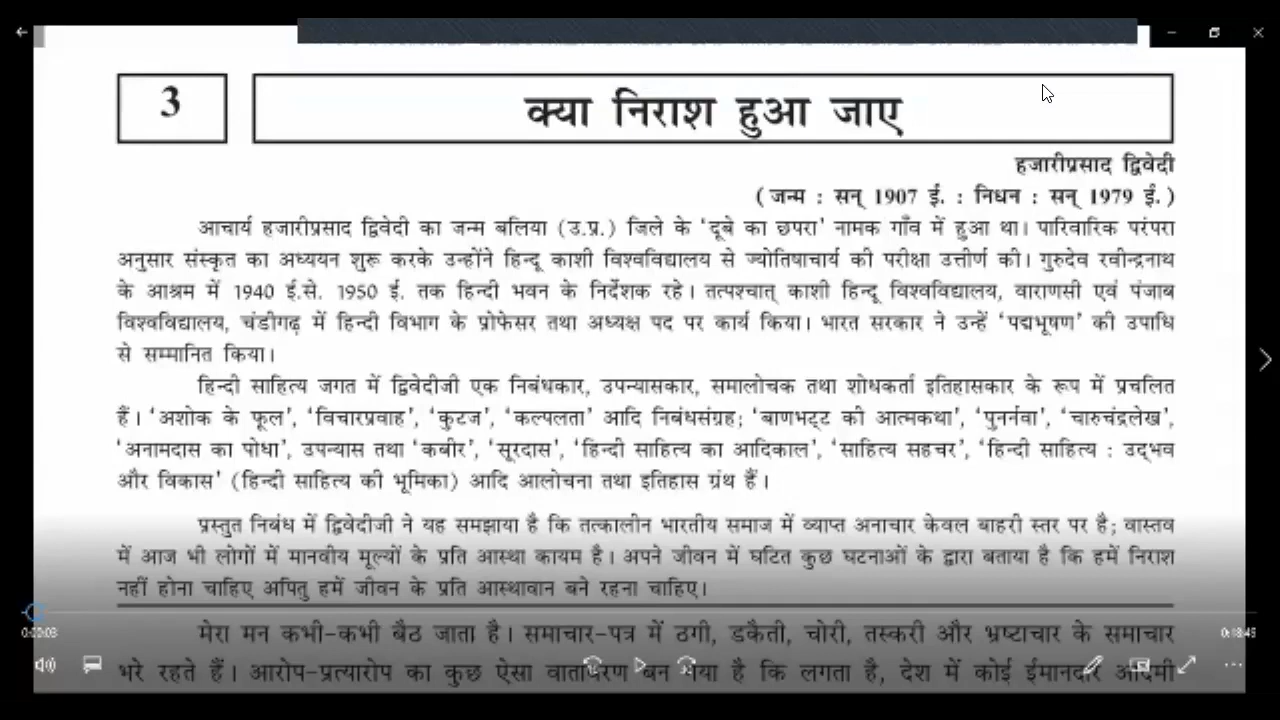 3
क्या निराश हुआ जाए
हजारीप्रसाद द्विवेदी
(जन्म : सन् 1907 ई. : निधन : सन् 1979 ई.)
आचार्य हजारीप्रसाद द्विवेदी का जन्म बलिया (उ.प्र.) जिले के 'दूबे का छपरा' नामक गाँव में हुआ था। पारिवारिक परंपरा
अनुसार संस्कृत का अध्ययन शुरू करके उन्होंने हिन्दू काशी विश्वविद्यालय से ज्योतिषाचार्य की परीक्षा उत्तीर्ण की। गुरुदेव रवीन्द्रनाथ
के आश्रम में 1940 ई.से. 1950 ई. तक हिन्दी भवन के निर्देशक रहे। तत्पश्चात् काशी हिन्दू विश्वविद्यालय, वाराणसी एवं पंजाब
विश्वविद्यालय, चंडीगढ़ में हिन्दी विभाग के प्रोफेसर तथा अध्यक्ष पद पर कार्य किया। भारत सरकार ने उन्हें 'पद्मभूषण' की उपाधि
से सम्मानित किया।
हिन्दी साहित्य जगत में द्विवेदीजी एक निबंधकार, उपन्यासकार, समालोचक तथा शोधकर्ता इतिहासकार के रूप में प्रचलित
हैं। 'अशोक के फूल', 'विचारप्रवाह', 'कुटज', 'कल्पलता' आदि निबंधसंग्रह; 'बाणभट्ट की आत्मकथा', 'पुनर्नवा', 'चारुचंद्रलेख',
'अनामदास का पोधा', उपन्यास तथा 'कबीर', 'सूरदास', 'हिन्दी साहित्य का आदिकाल', 'साहित्य सहचर', 'हिन्दी साहित्य : उद्भव
और विकास' (हिन्दी साहित्य की भूमिका) आदि आलोचना तथा इतिहास ग्रंथ हैं।
प्रस्तुत निबंध में द्विवेदीजी ने यह समझाया है कि तत्कालीन भारतीय समाज में व्याप्त अनाचार केवल बाहरी स्तर पर है; वास्तव
में आज भी लोगों में मानवीय मूल्यों के प्रति आस्था कायम है। अपने जीवन में घटित कुछ घटनाओं के द्वारा बताया है कि हमें निराश
नहीं होना चाहिए अपितु हमें जीवन के प्रति आस्थावान बने रहना चाहिए।
मेरा मन कभी-कभी बैठ जाता है। समाचार-पत्र में ठगी, डकैती, चोरी, तस्करी और भ्रष्टाचार के समाचार
0:00:03 0:18:45
भरे रहते हैं। आरोप-प्रत्यारोप का कुछ ऐसा वातावरण बन गया है कि लगता है, देश में कोई ईमानदार आदमी